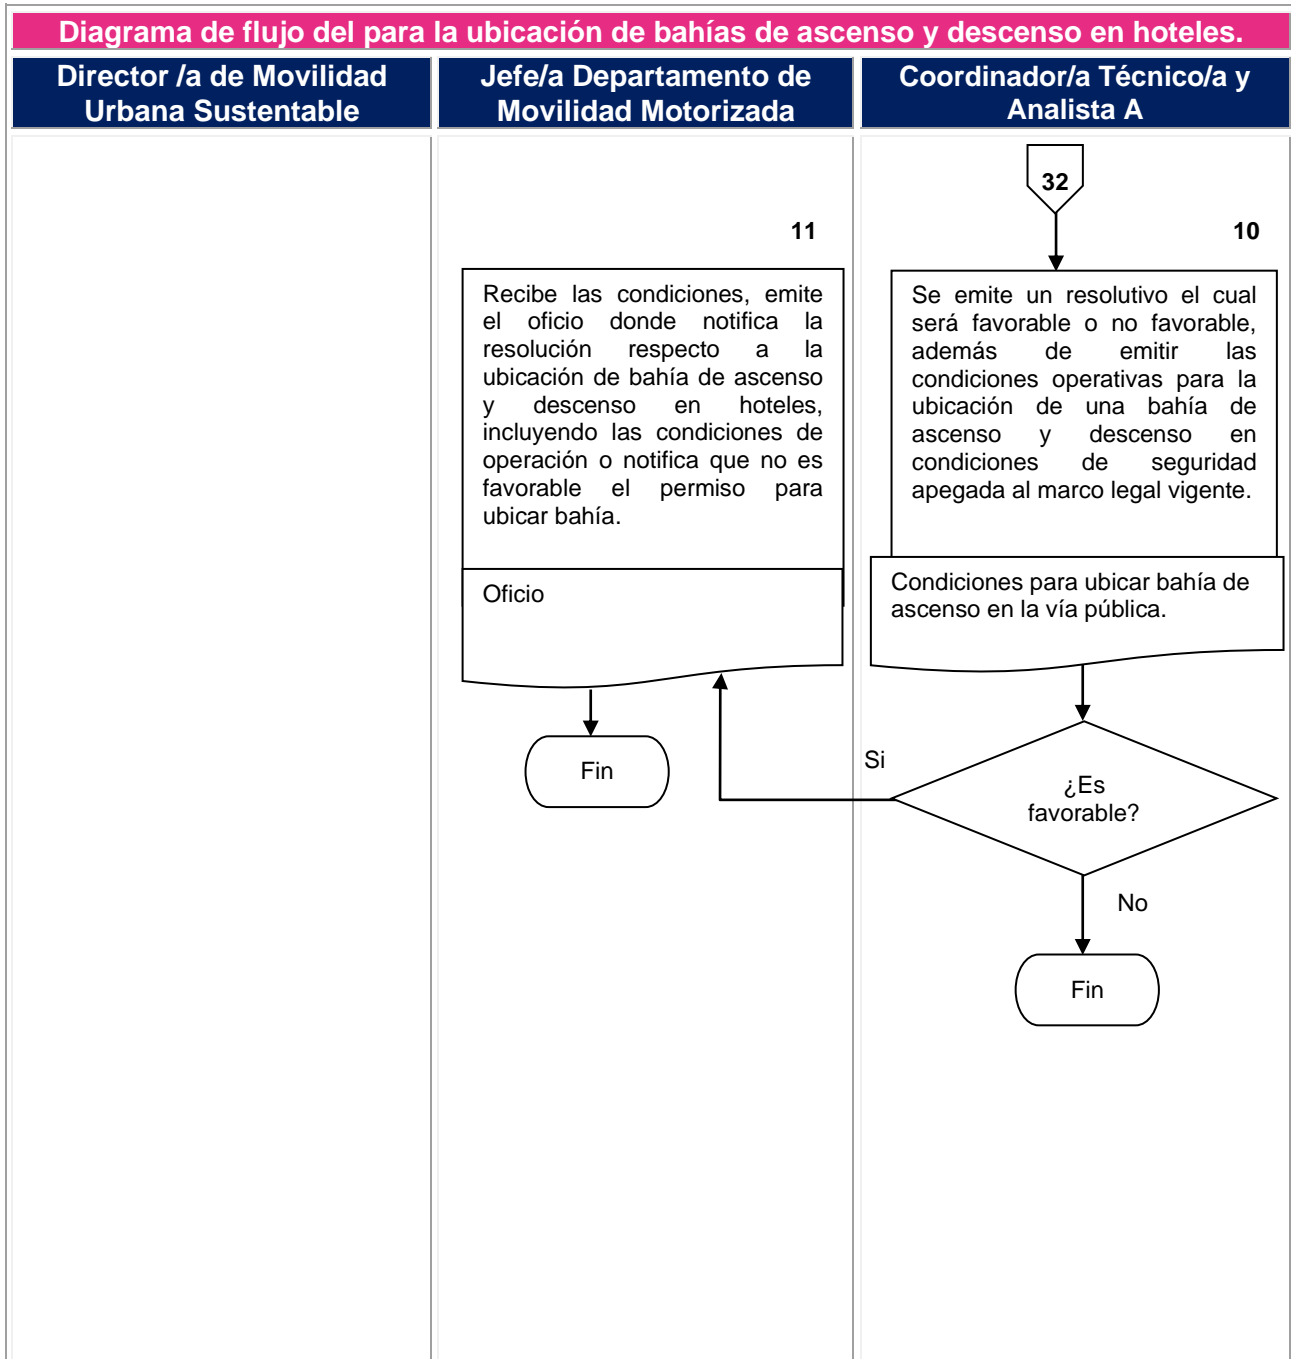 Diagrama de flujo del para la ubicación de bahías de ascenso y descenso en hoteles.
Director /a de Movilidad
Urbana Sustentable
Jefe/a Departamento de
Movilidad Motorizada
Coordinador/a Técnico/a y
Analista A
32
10
Se emite un resolutivo el cual
será favorable o no favorable,
además de emitir las
condiciones operativas para la
ubicación de una bahía de
ascenso y descenso en
condiciones de seguridad
apegada al marco legal vigente.
Condiciones para ubicar bahía de
ascenso en la vía pública.
¿Es
favorable?
Si
No
Fin
11
Recibe las condiciones, emite
el oficio donde notifica la
resolución respecto a la
ubicación de bahía de ascenso
y descenso en hoteles,
incluyendo las condiciones de
operación o notifica que no es
favorable el permiso para
ubicar bahía.
Oficio
Fin